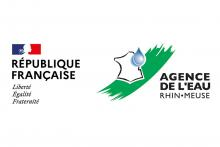 RÉPUBLIQUE
FRANÇAISE
Liberté
Égalité
Fraternité
AGENCE
DE L'EAU
RHIN•MEUSE